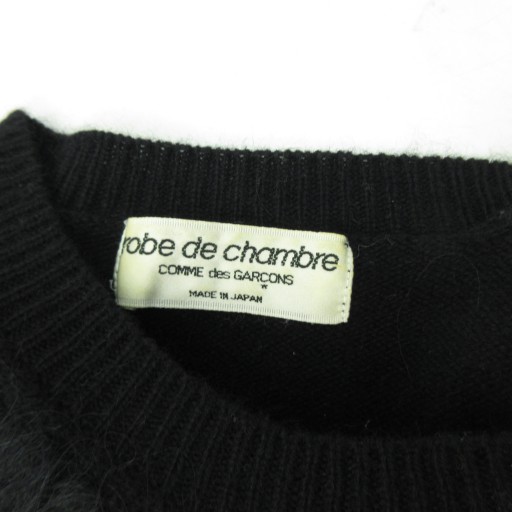 robe de chambre
COMME des GARCONS
MADE IN JAPAN